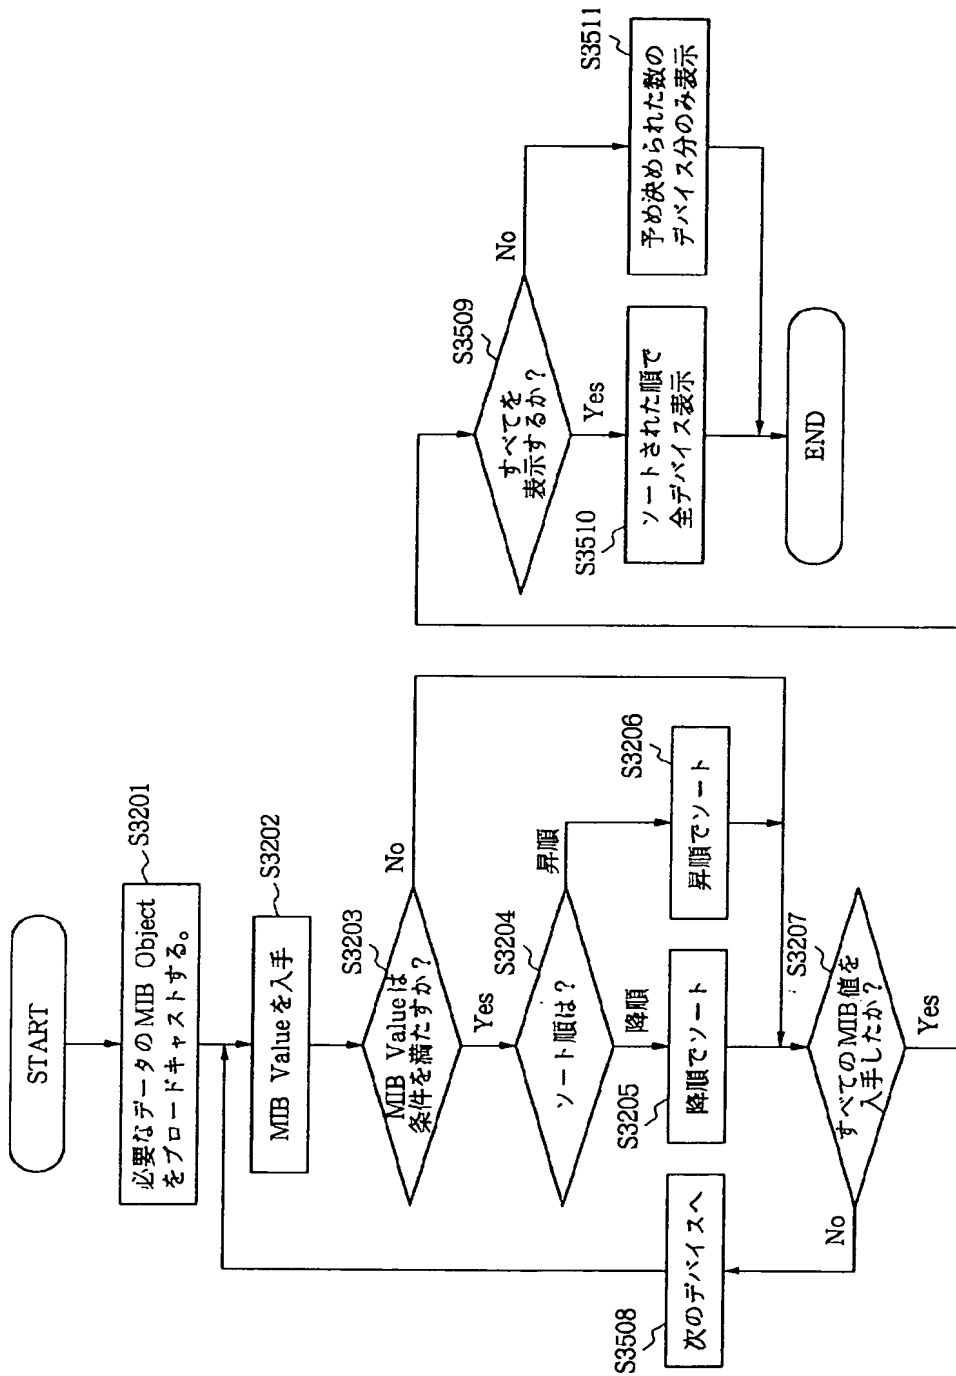 START
S3201
必要なデータのMIB Object
をブロードキャストする。
S3202
MIB Valueを入手
S3203
MIB Valueは
条件を満たすか？
No
Yes
S3204
ソート順は？
昇順
降順
S3205
降順でソート
S3206
昇順でソート
S3207
すべてのMIB値を
入手したか？
No
Yes
S3508
次のデバイスへ
S3509
すべてを
表示するか？
No
Yes
S3510
ソートされた順で
全デバイス表示
S3511
予め決められた数の
デバイス分のみ表示
END